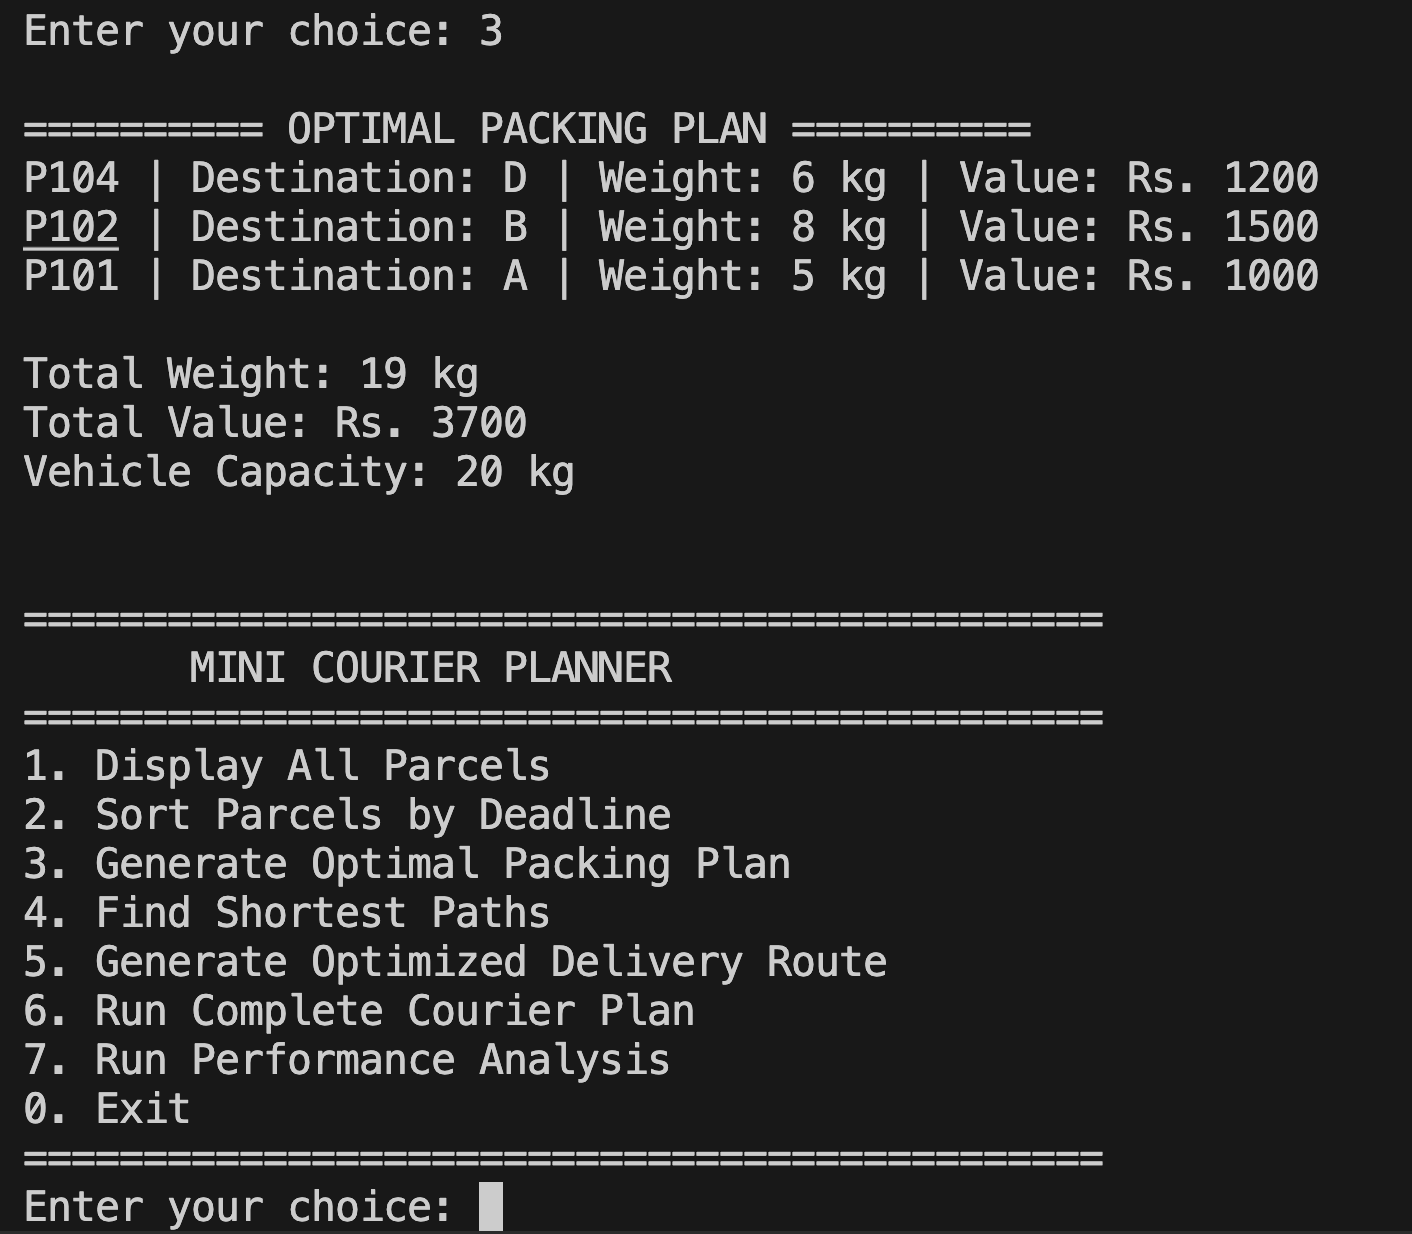 Enter your choice: 3
========== OPTIMAL PACKING PLAN ==========
P104 | Destination: D | Weight: 6 kg | Value: Rs. 1200
P102 | Destination: B | Weight: 8 kg | Value: Rs. 1500
P101 | Destination: A | Weight: 5 kg | Value: Rs. 1000
Total Weight: 19 kg
Total Value: Rs. 3700
Vehicle Capacity: 20 kg
=============================================
MINI COURIER PLANNER
=============================================
1. Display All Parcels
2. Sort Parcels by Deadline
3. Generate Optimal Packing Plan
4. Find Shortest Paths
5. Generate Optimized Delivery Route
6. Run Complete Courier Plan
7. Run Performance Analysis
0. Exit
=============================================
Enter your choice: